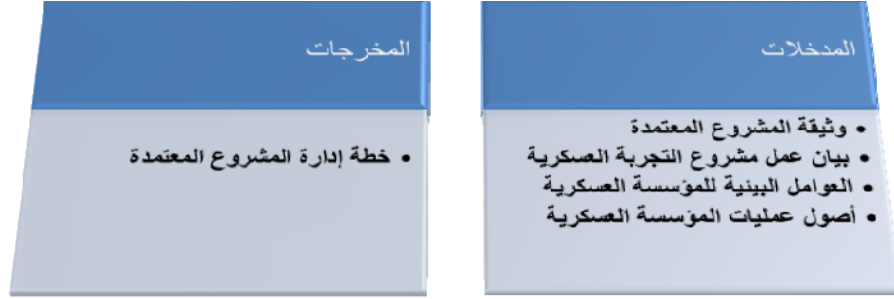 المدخلات
• وثيقة المشروع المعتمدة
• بيان عمل مشروع التجربة العسكرية
• العوامل البيئية للمؤسسة العسكرية
• أصول عمليات المؤسسة العسكرية
المخرجات
• خطة إدارة المشروع المعتمدة